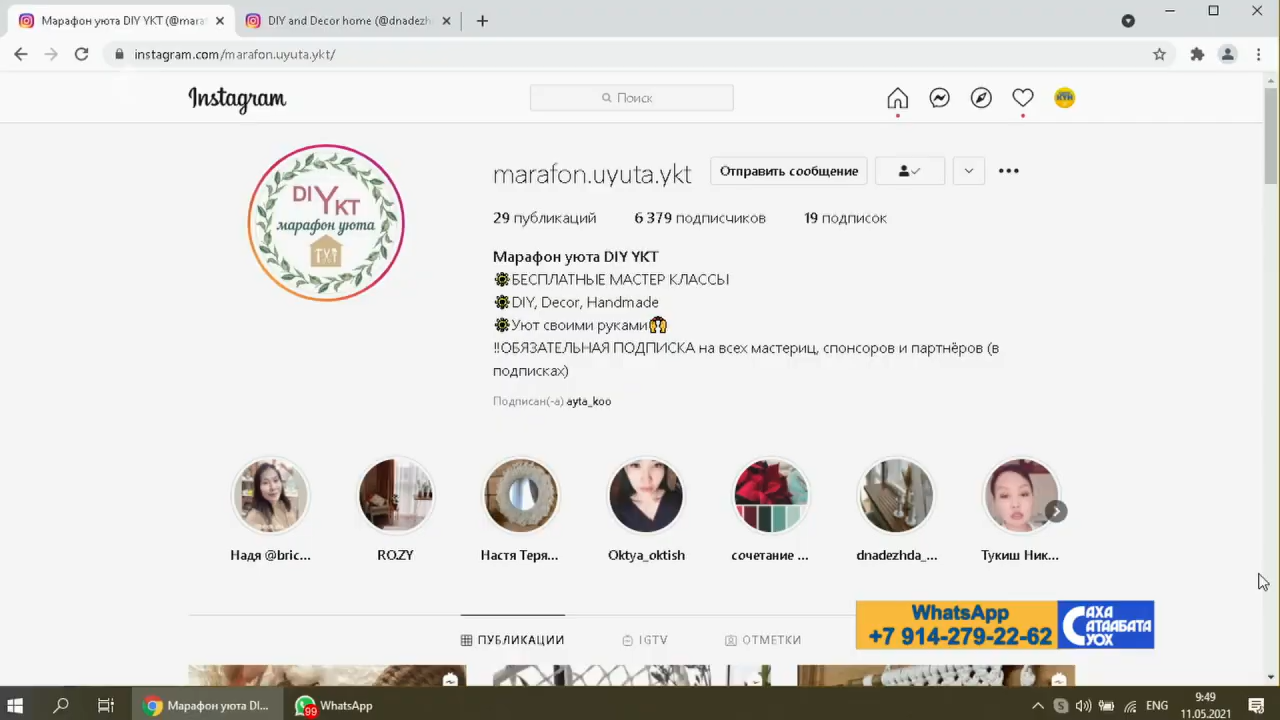 Марафон уюта DIY YKT (@mara
DIY and Decor home (@dnadezh
instagram.com/marafon.uyuta.ykt/
Instagram
Поиск
DIYKT
марафон уюта
marafon.uyuta.ykt
Отправить сообщение
29 публикаций 6 379 подписчиков 19 подписок
Марафон уюта DIY YKT
БЕСПЛАТНЫЕ МАСТЕР КЛАССЫ
DIY, Decor, Handmade
Уют своими руками
‼ОБЯЗАТЕЛЬНАЯ ПОДПИСКА на всех мастериц, спонсоров и партнёров (в
подписках)
Подписан(-а) ayta_koo
Надя @bric... RO.ZY Настя Теря... Oktya_oktish сочетание ... dnadezhda_... Тукиш Ник...
WhatsApp
+7 914-279-22-62
САХА
САТААБАТА
УОХ
ПУБЛИКАЦИИ IGTV ОТМЕТКИ
Марафон уюта DI...
99
WhatsApp
ENG
9:49
11.05.2021